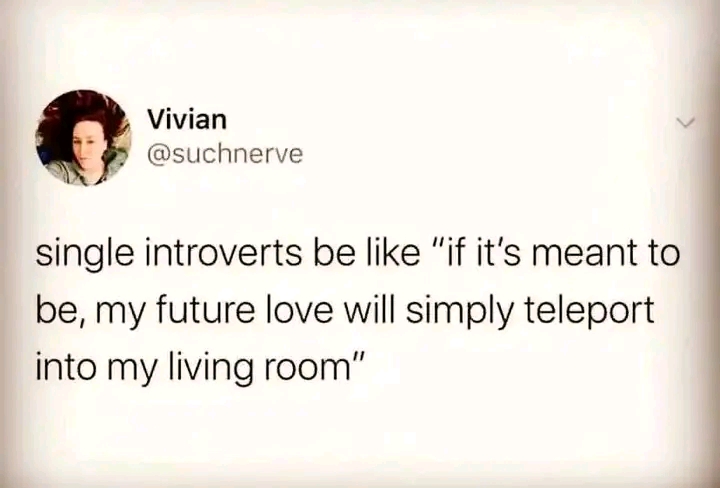 Vivian
@suchnerve
single introverts be like “if it’s meant to
be, my future love will simply teleport
into my living room”